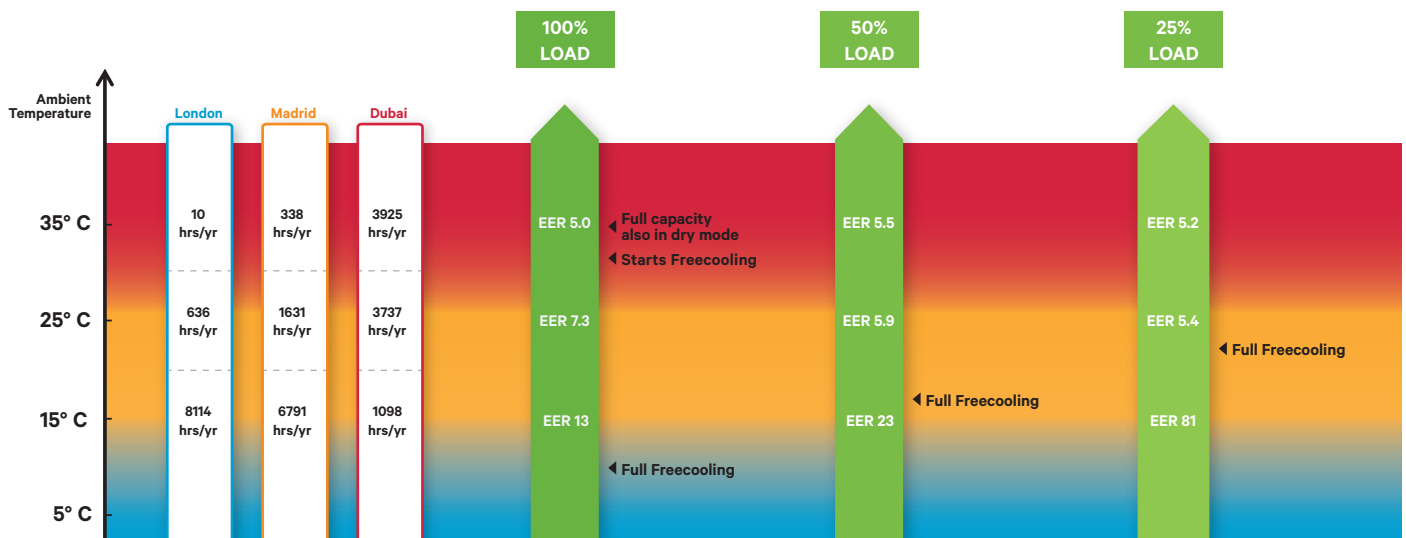 100%
LOAD
50%
LOAD
25%
LOAD
Ambient
Temperature
London
Madrid
Dubai
35° C
10
hrs/yr
338
hrs/yr
3925
hrs/yr
EER 5.0
Full capacity
also in dry mode
EER 5.5
EER 5.2
Starts Freecooling
25° C
636
hrs/yr
1631
hrs/yr
3737
hrs/yr
EER 7.3
EER 5.9
EER 5.4
Full Freecooling
Full Freecooling
15° C
8114
hrs/yr
6791
hrs/yr
1098
hrs/yr
EER 13
EER 23
EER 81
Full Freecooling
5° C